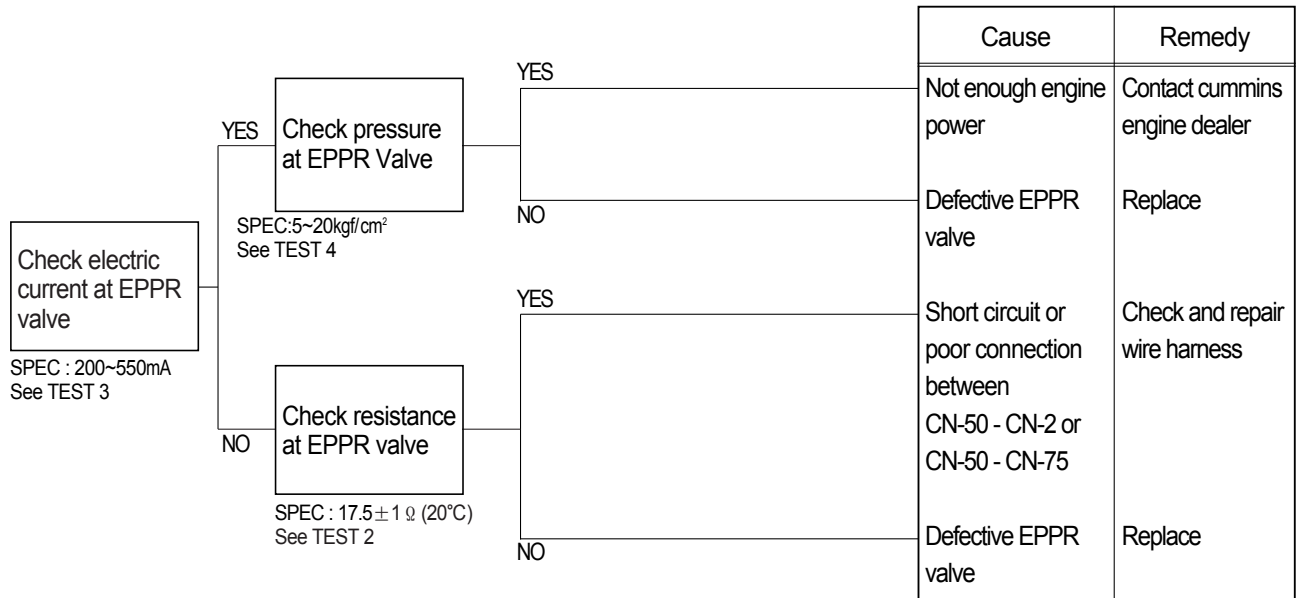 Cause
Remedy
YES
Not enough engine
power
Contact cummins
engine dealer
YES
Check pressure
at EPPR Valve
SPEC:5~20kgf/cm²
See TEST 4
NO
Defective EPPR
valve
Replace
Check electric
current at EPPR
valve
SPEC : 200~550mA
See TEST 3
YES
Short circuit or
poor connection
between
CN-50 - CN-2 or
CN-50 - CN-75
Check and repair
wire harness
NO
Check resistance
at EPPR valve
SPEC : 17.5±1 Ω (20°C)
See TEST 2
NO
Defective EPPR
valve
Replace